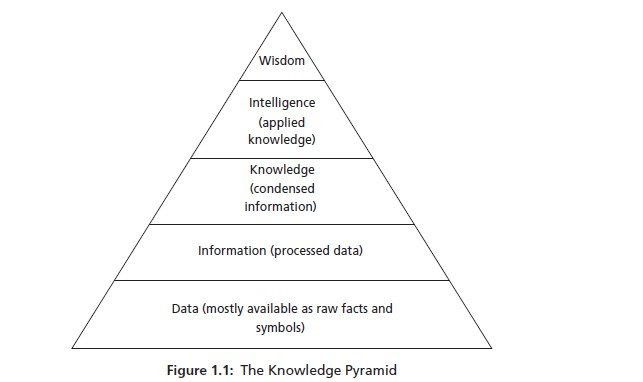 Wisdom
Intelligence
(applied
knowledge)
Knowledge
(condensed
information)
Information (processed data)
Data (mostly available as raw facts and
symbols)
Figure 1.1: The Knowledge Pyramid